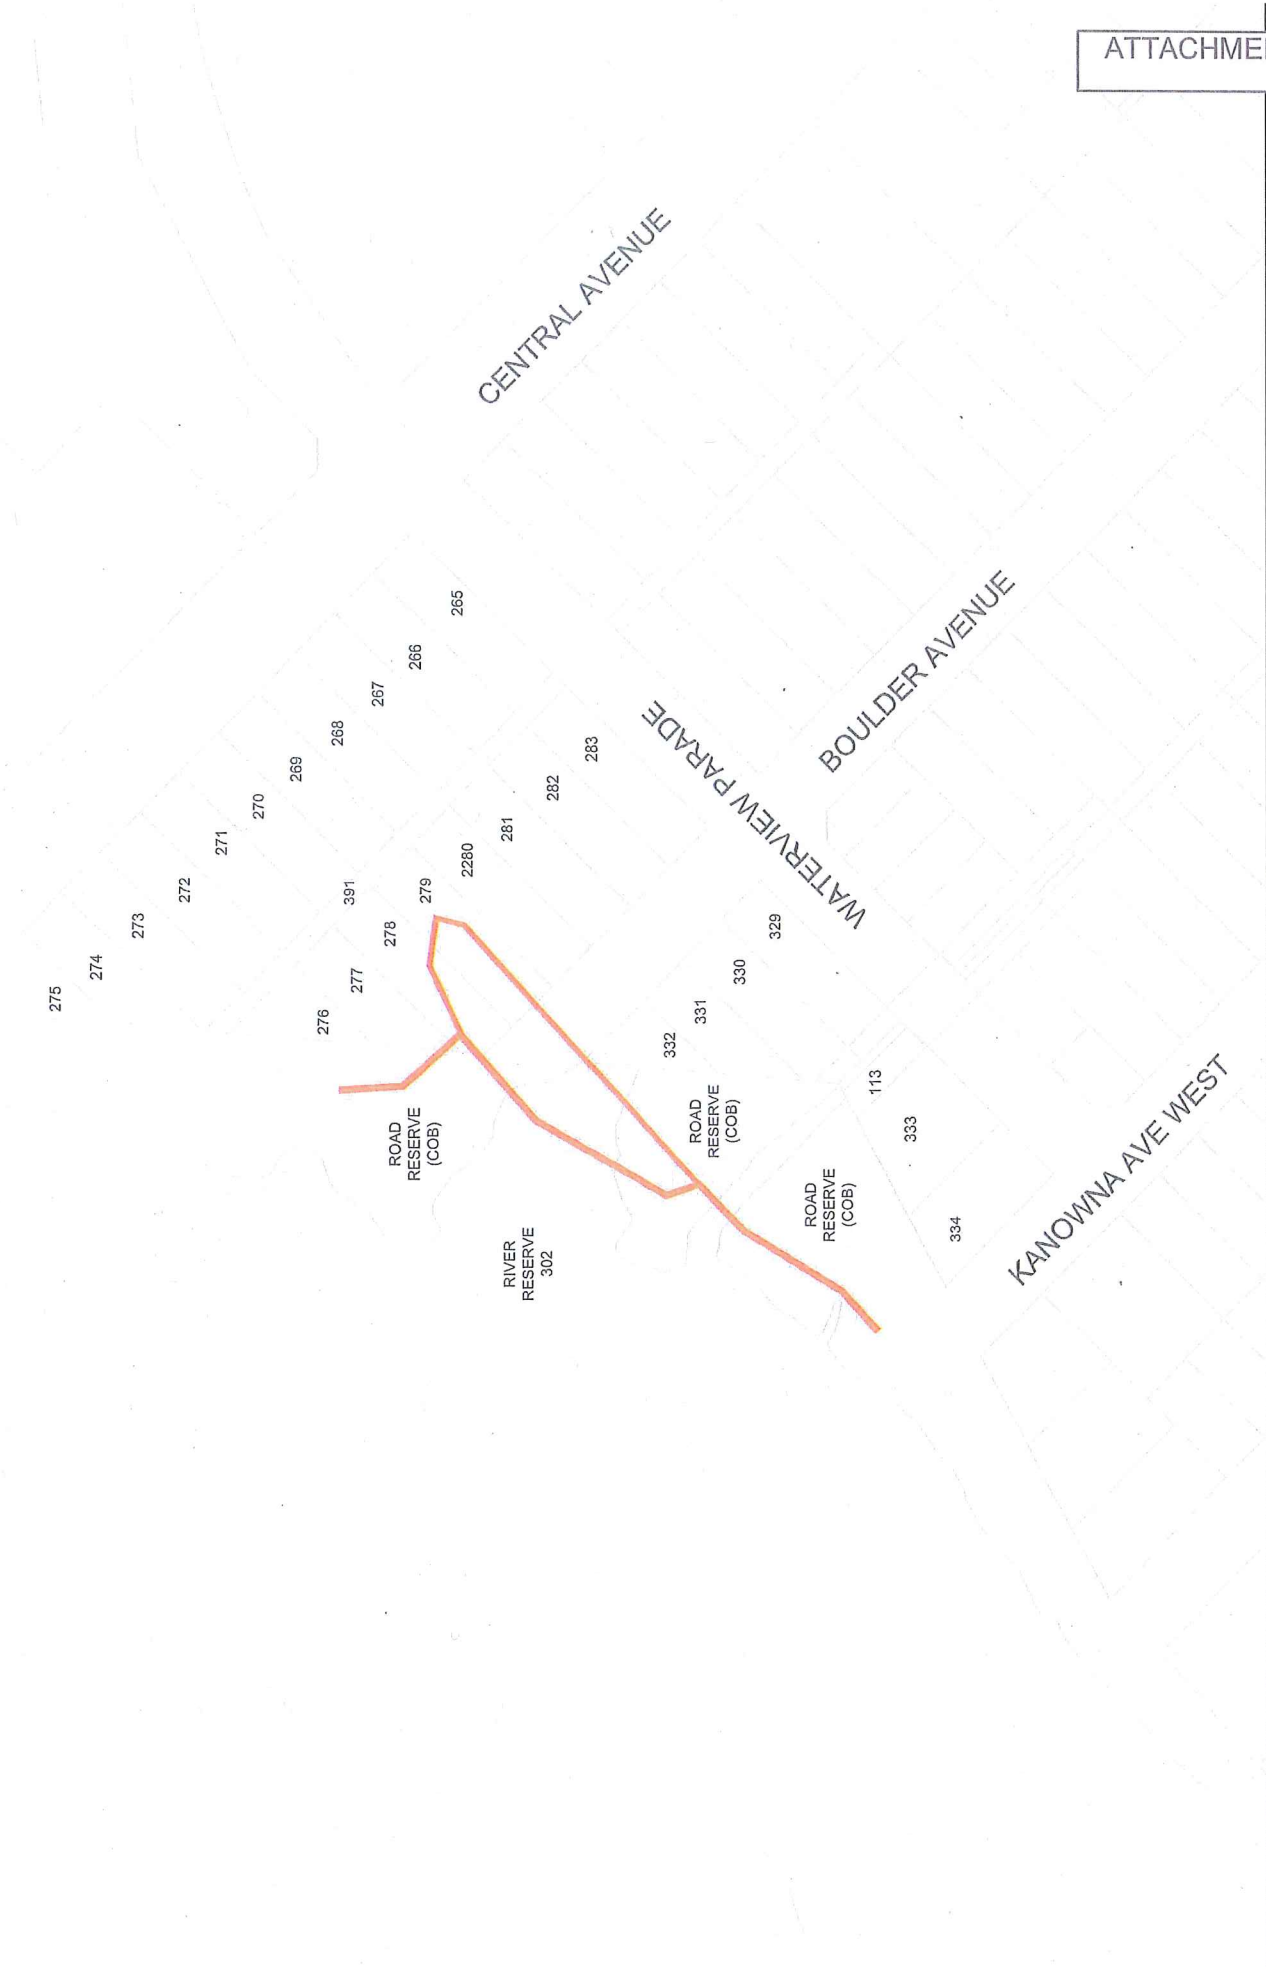 ATTACHME
CENTRAL AVENUE
265
266
267
268
269
270
271
272
273
274
275
283
282
281
2280
279
391
278
277
276
WATERVIEW PARADE
BOULDER AVENUE
329
330
331
332
ROAD
RESERVE
(COB)
ROAD
RESERVE
(COB)
ROAD
RESERVE
(COB)
RIVER
RESERVE
302
113
333
334
KANOWNA AVE WEST